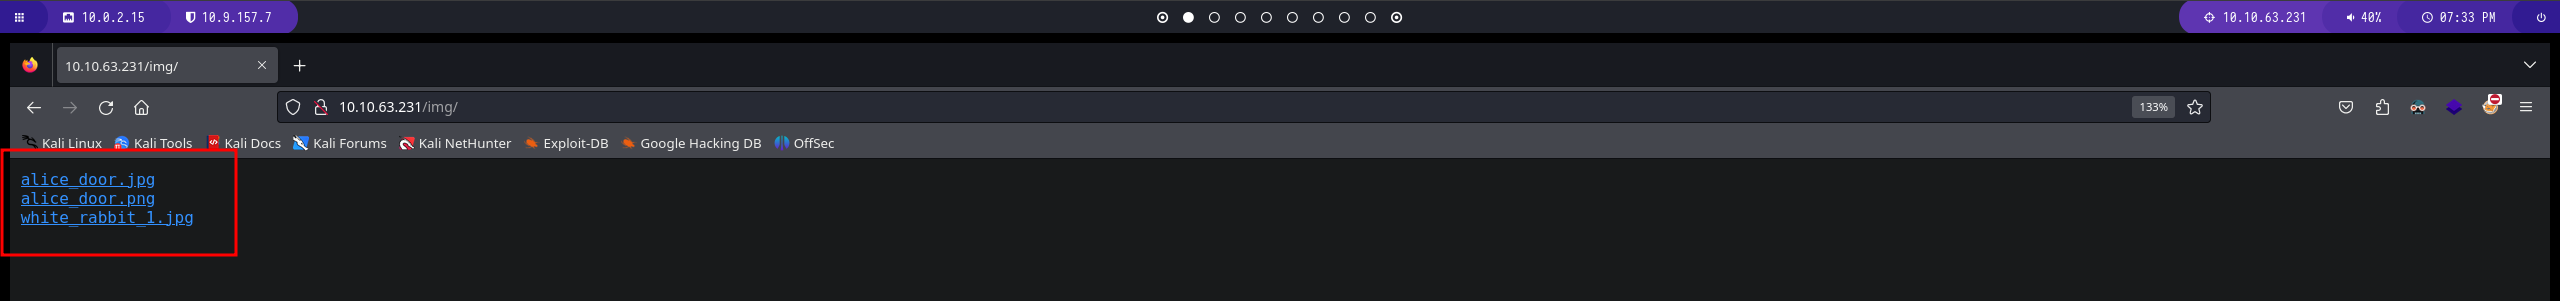 10.0.2.15 10.9.157.7 10.10.63.231 40% 07:33 PM
10.10.63.231/img/
10.10.63.231/img/ 133%
Kali Linux Kali Tools Kali Docs Kali Forums Kali NetHunter Exploit-DB Google Hacking DB OffSec
alice_door.jpg
alice_door.png
white_rabbit_1.jpg